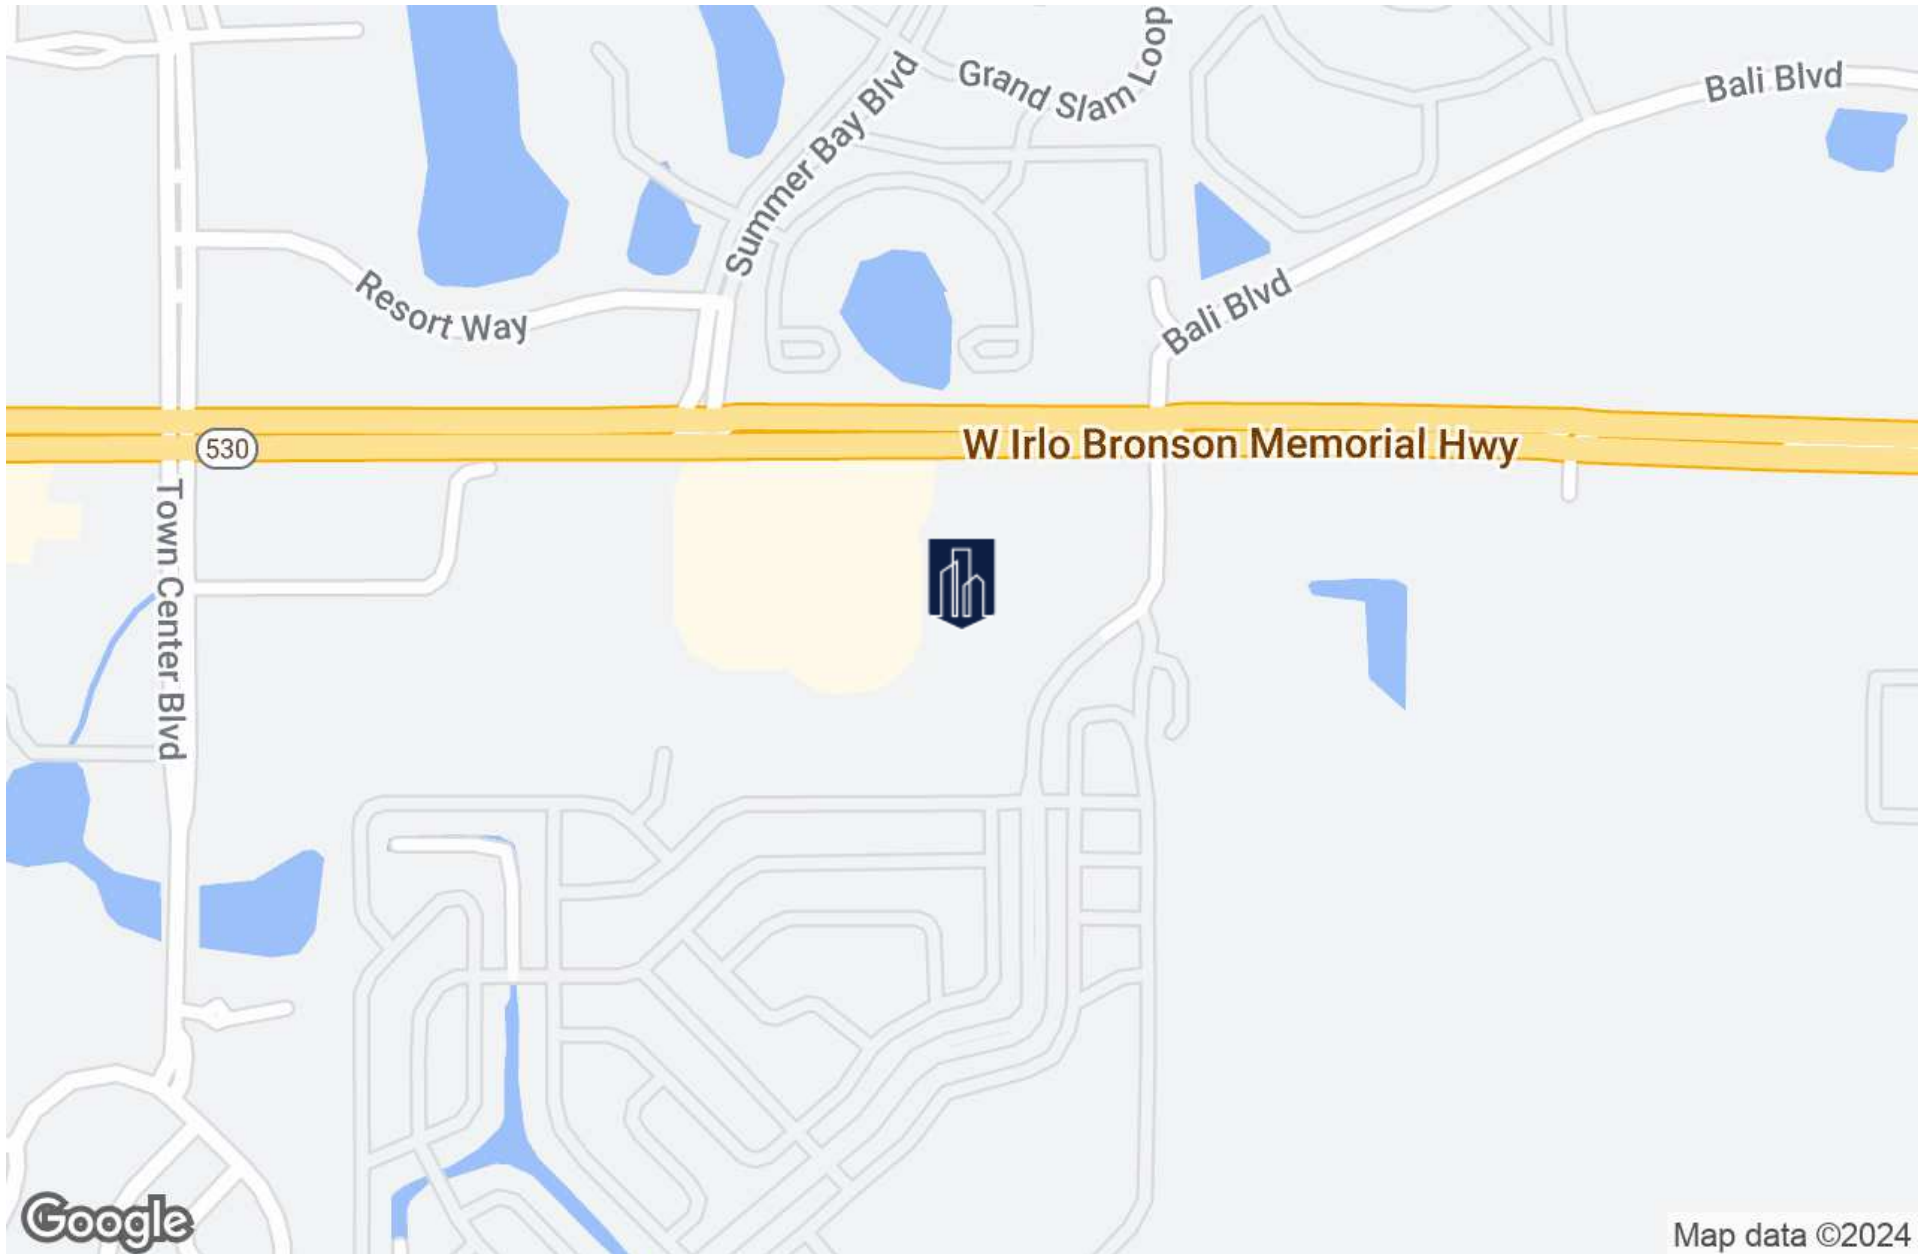 Grand Slam Loop
Bali Blvd
Summer Bay Blvd
Resort Way
Bali Blvd
W Irlo Bronson Memorial Hwy
530
Town Center Blvd
Google
Map data ©2024